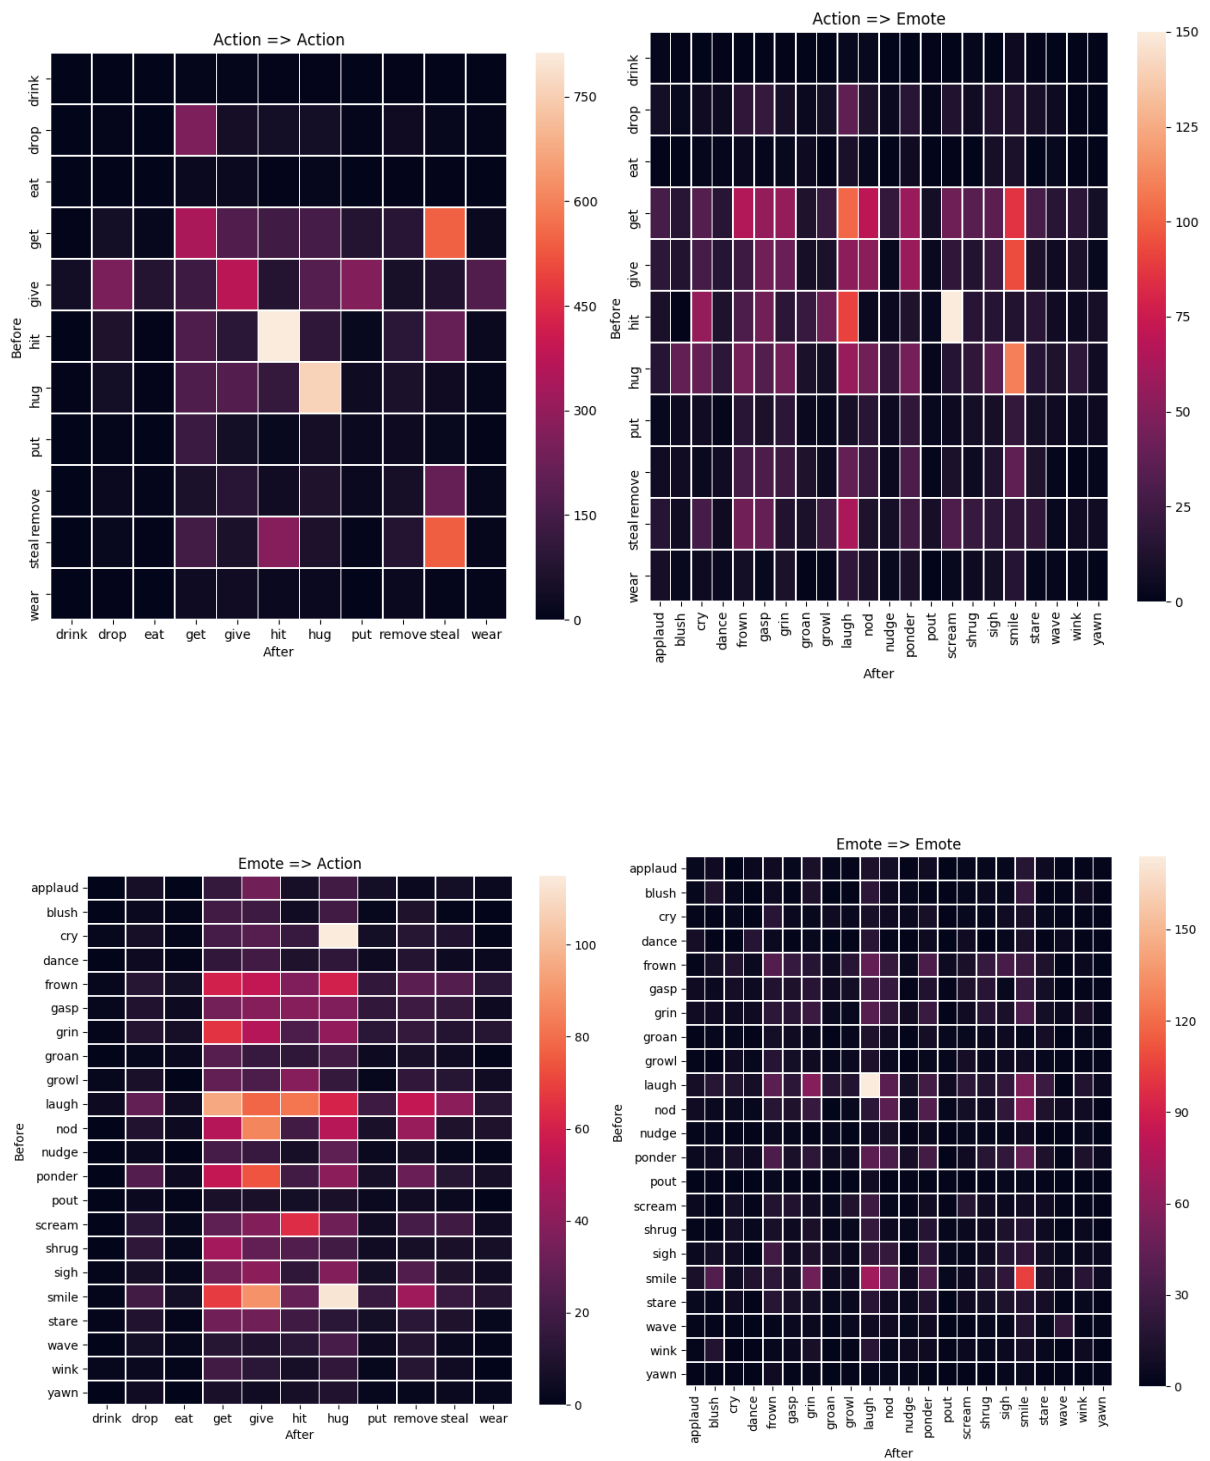 Action => Action
Before
drink
drop
eat
get
give
hit
hug
put
remove
steal
wear
drink drop eat get give hit hug put remove steal wear
After
750
600
450
300
150
0
Action => Emote
Before
drink
drop
eat
get
give
hit
hug
put
remove
steal
wear
applaud blush cry dance frown gasp grin groan growl laugh nod nudge ponder pout scream shrug sigh smile stare wave wink yawn
After
150
125
100
75
50
25
0
Emote => Action
Before
applaud
blush
cry
dance
frown
gasp
grin
groan
growl
laugh
nod
nudge
ponder
pout
scream
shrug
sigh
smile
stare
wave
wink
yawn
drink drop eat get give hit hug put remove steal wear
After
100
80
60
40
20
0
Emote => Emote
Before
applaud
blush
cry
dance
frown
gasp
grin
groan
growl
laugh
nod
nudge
ponder
pout
scream
shrug
sigh
smile
stare
wave
wink
yawn
applaud blush cry dance frown gasp grin groan growl laugh nod nudge ponder pout scream shrug sigh smile stare wave wink yawn
After
150
120
90
60
30
0